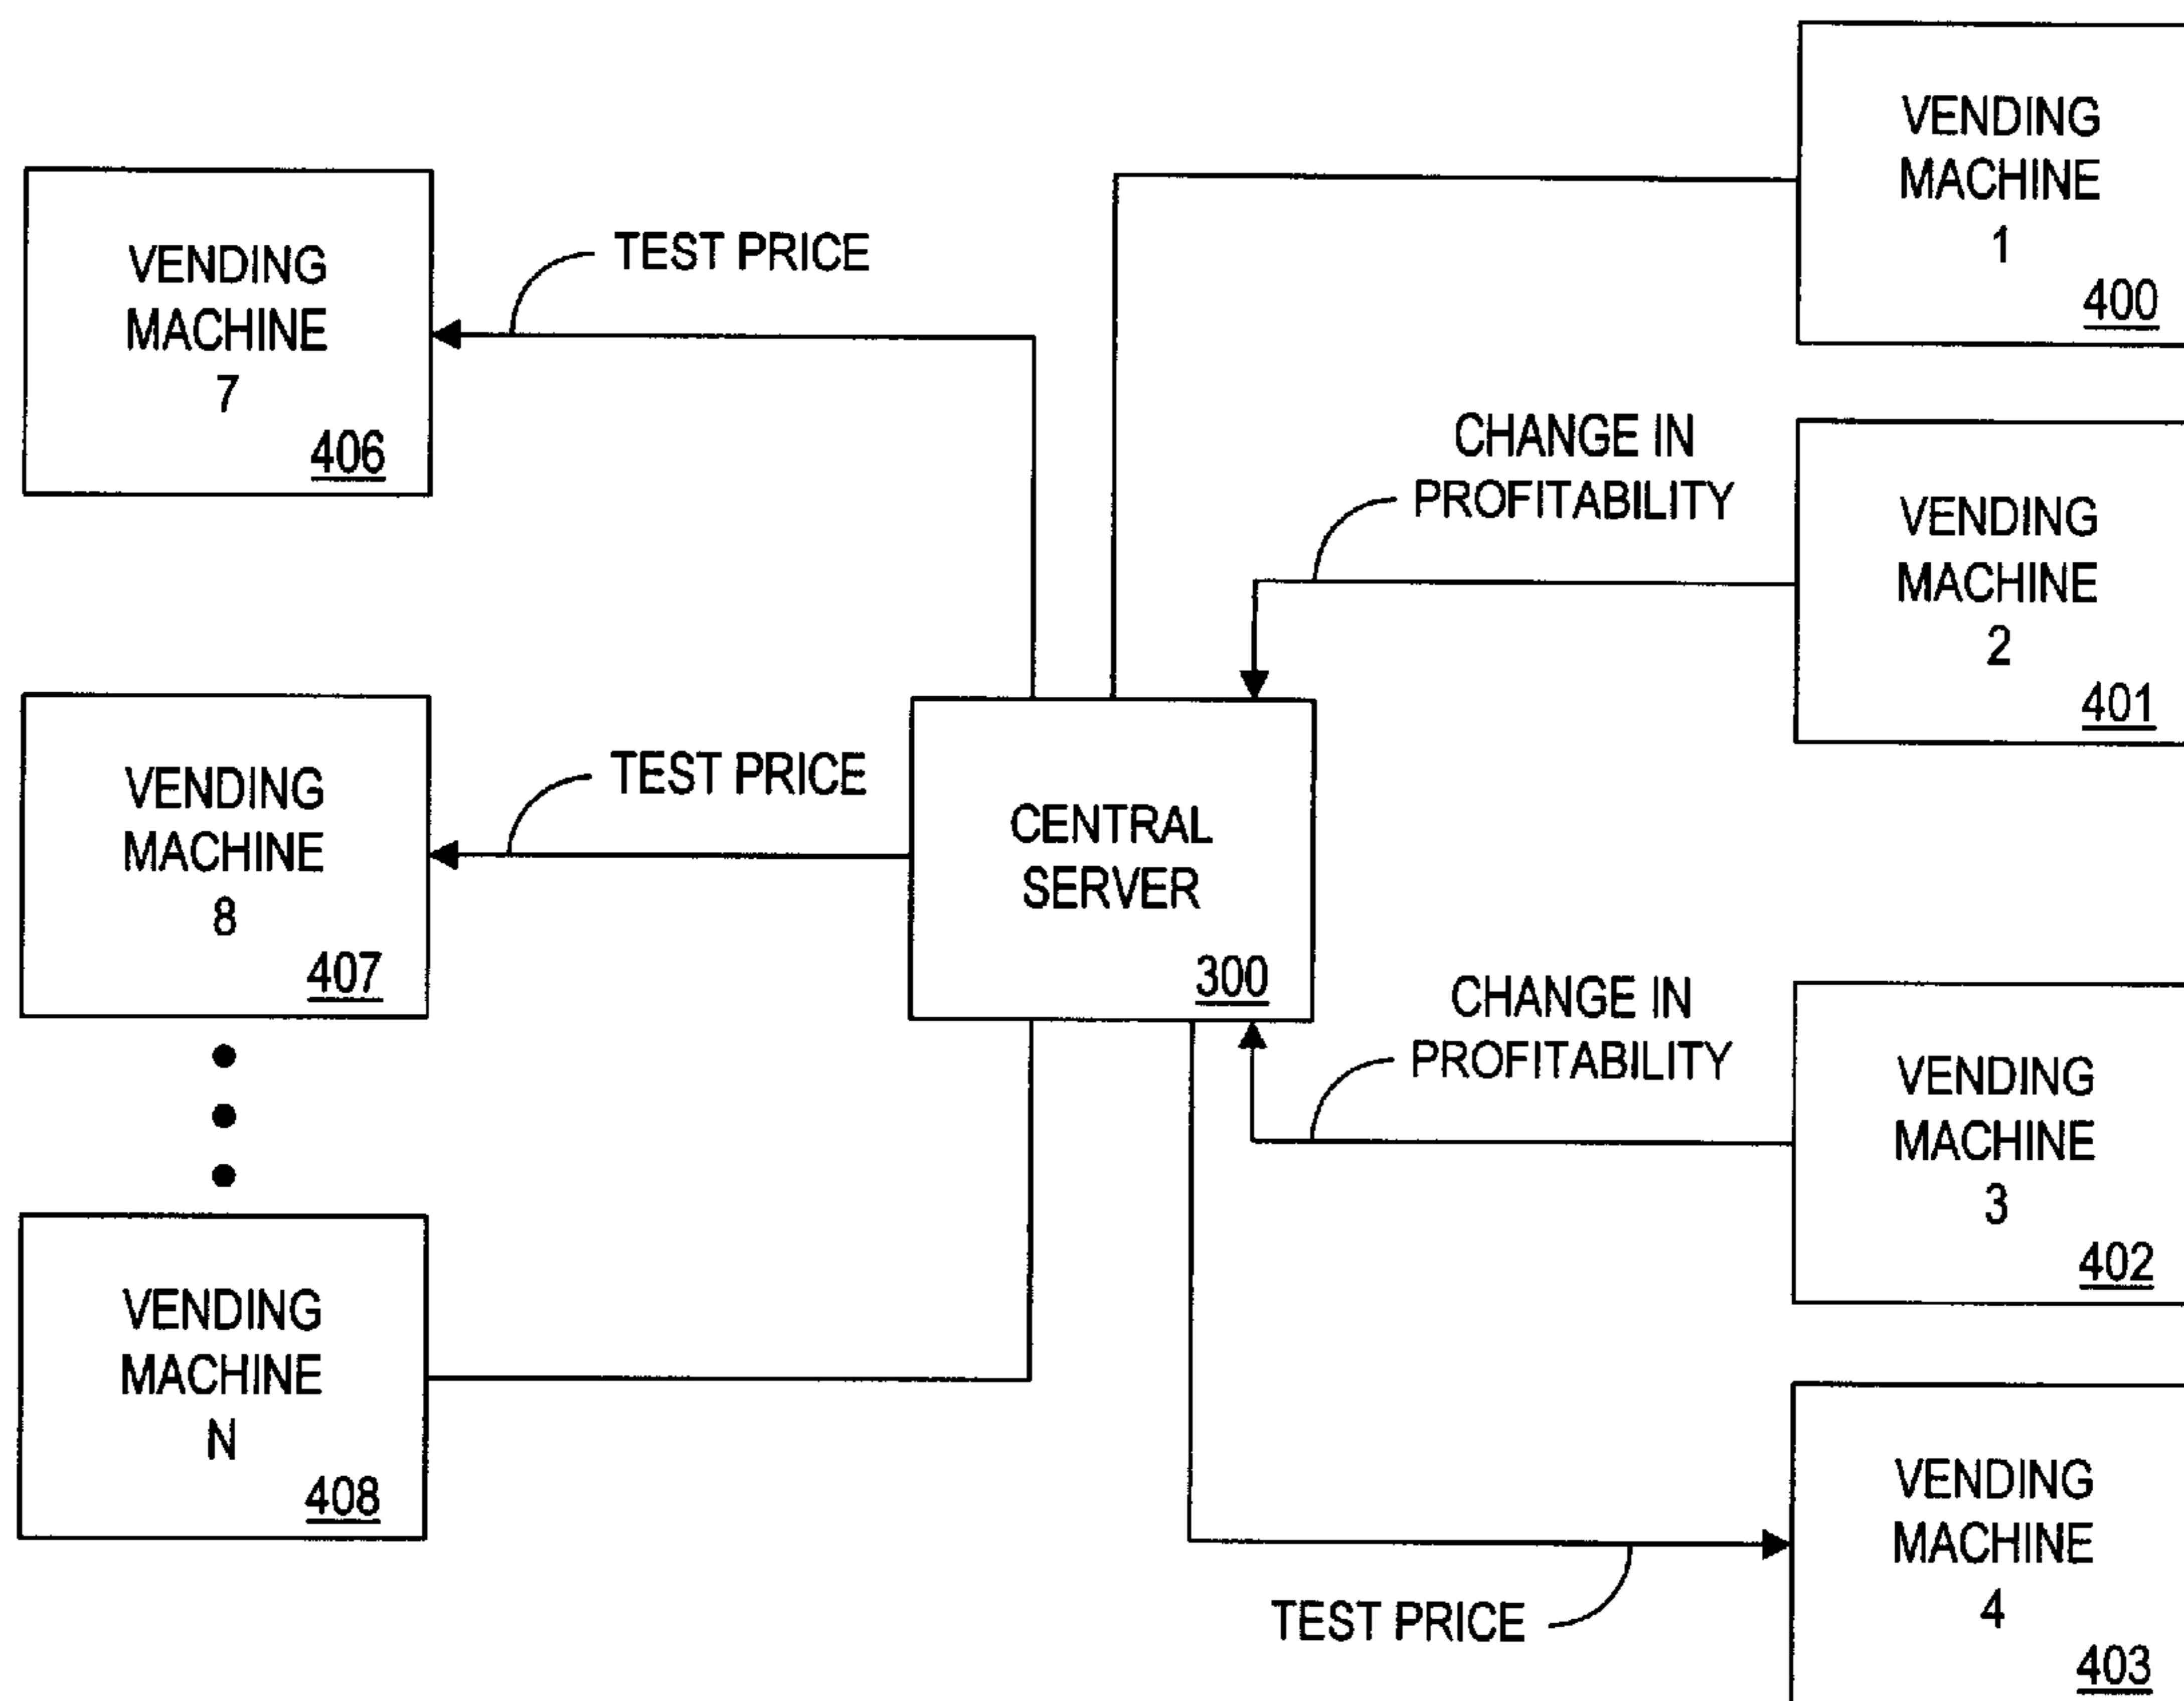 VENDING
MACHINE
1
400
VENDING
MACHINE
7
406
TEST PRICE
CHANGE IN
PROFITABILITY
VENDING
MACHINE
2
401
VENDING
MACHINE
8
407
TEST PRICE
CENTRAL
SERVER
300
CHANGE IN
PROFITABILITY
VENDING
MACHINE
3
402
VENDING
MACHINE
N
408
TEST PRICE
VENDING
MACHINE
4
403